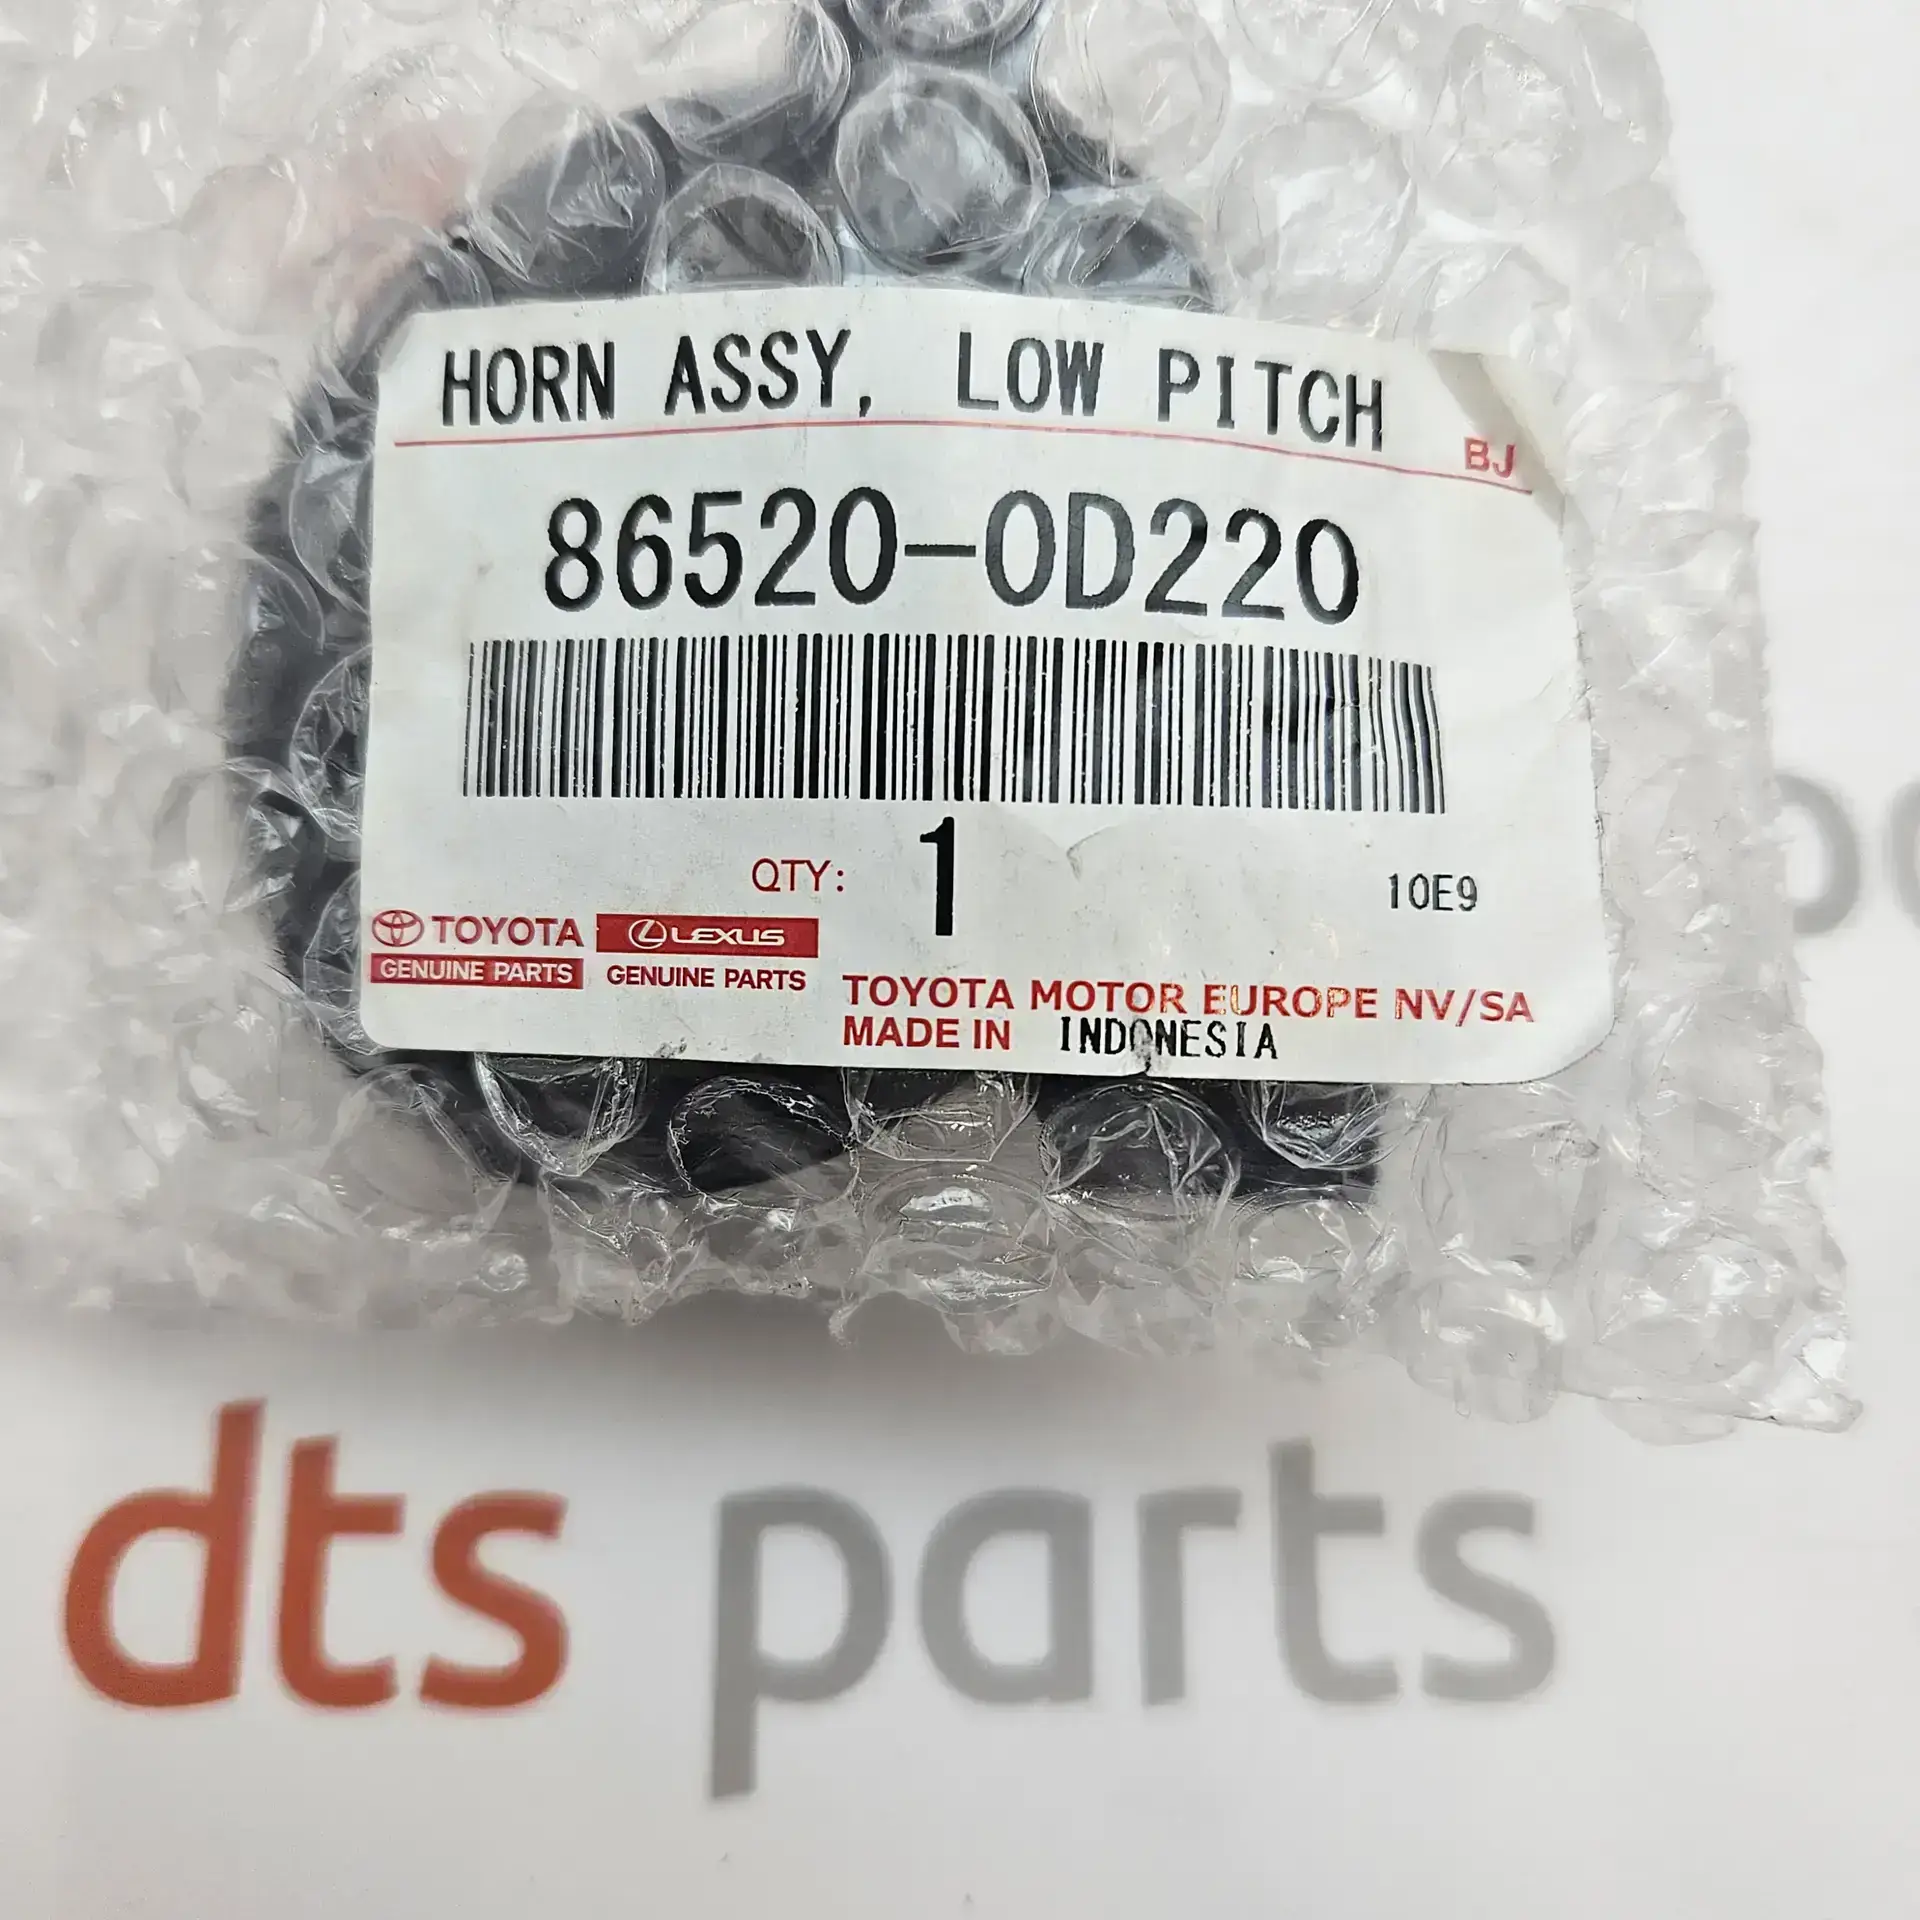 HORN ASSY, LOW PITCH
BJ
86520-0D220
QTY: 1
10E9
TOYOTA
GENUINE PARTS
LEXUS
GENUINE PARTS
TOYOTA MOTOR EUROPE NV/SA
MADE IN INDONESIA
dts parts